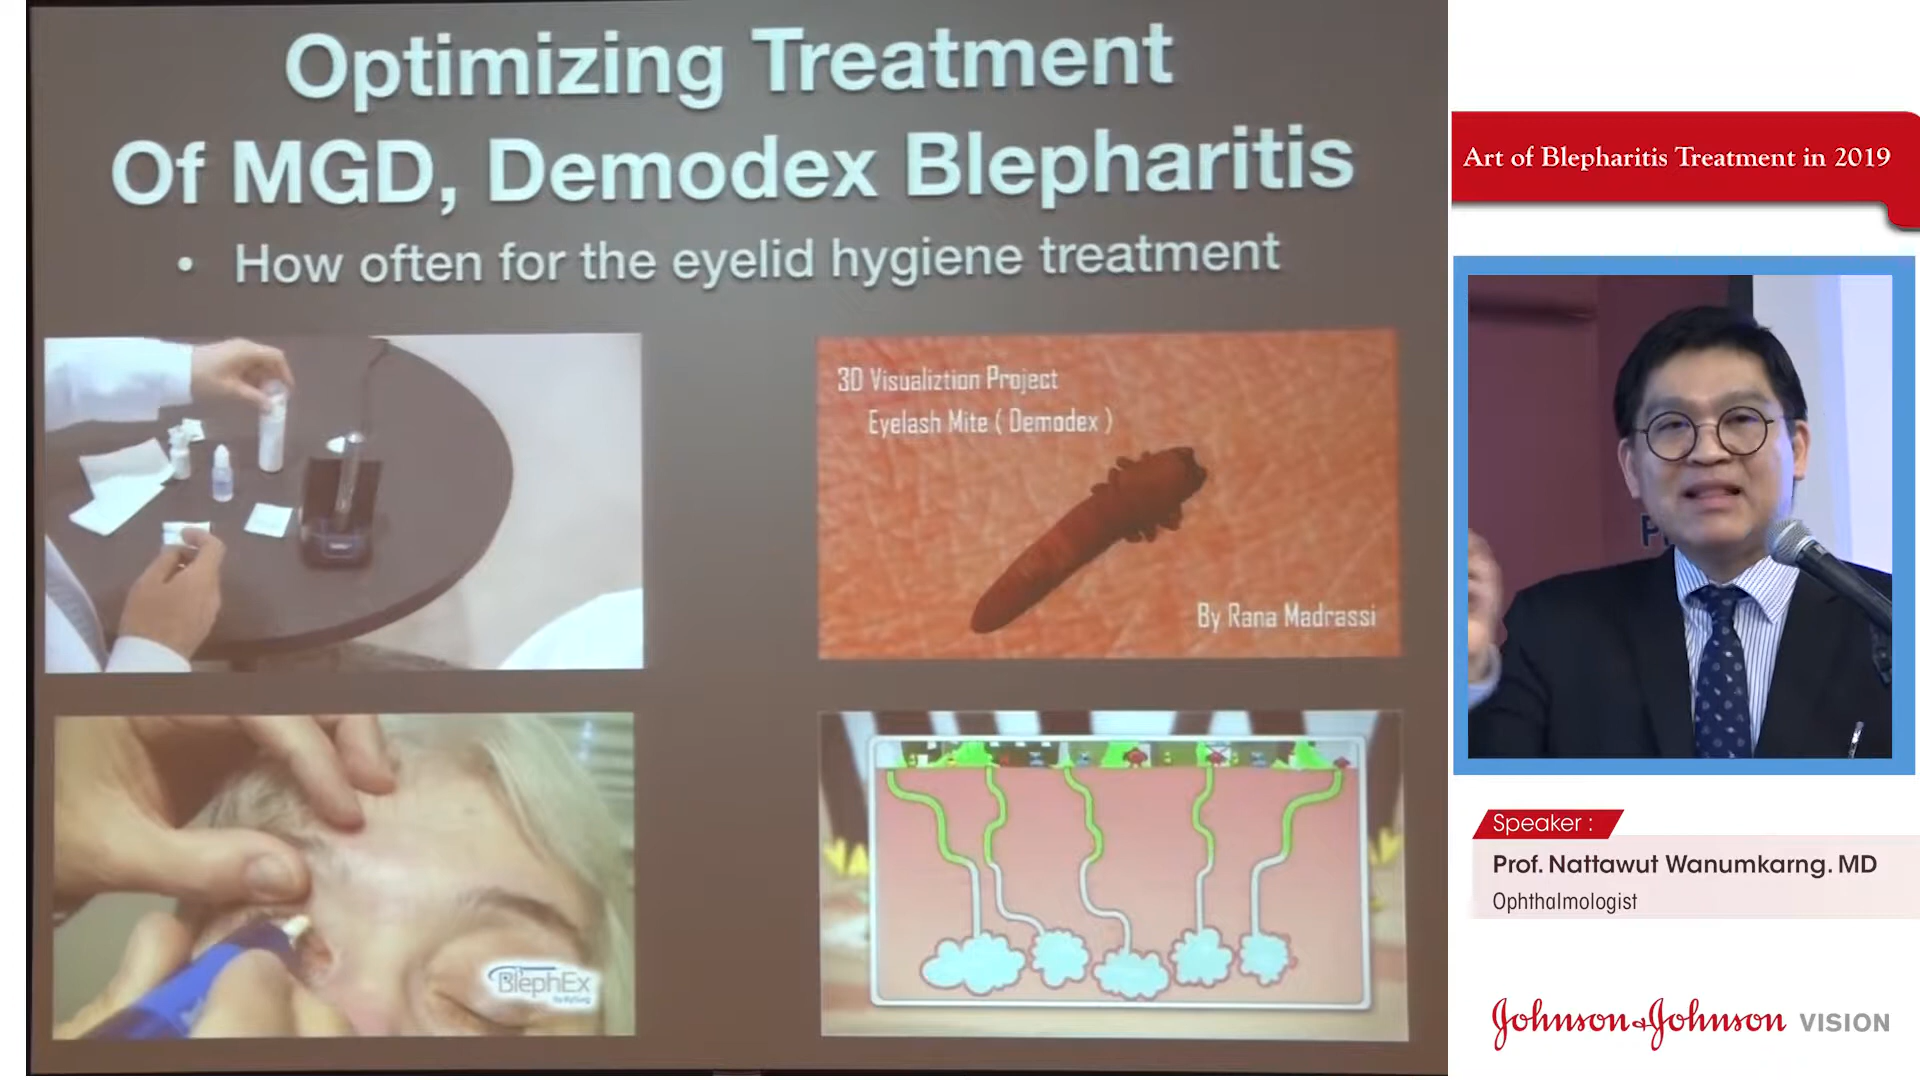 Optimizing Treatment
Of MGD, Demodex Blepharitis
• How often for the eyelid hygiene treatment
3D Visualiztion Project
Eyelash Mite ( Demodex )
By Rana Madrassi
BlephEx
Art of Blepharitis Treatment in 2019
Speaker :
Prof. Nattawut Wanumkarng. MD
Ophthalmologist
Johnson & Johnson VISION